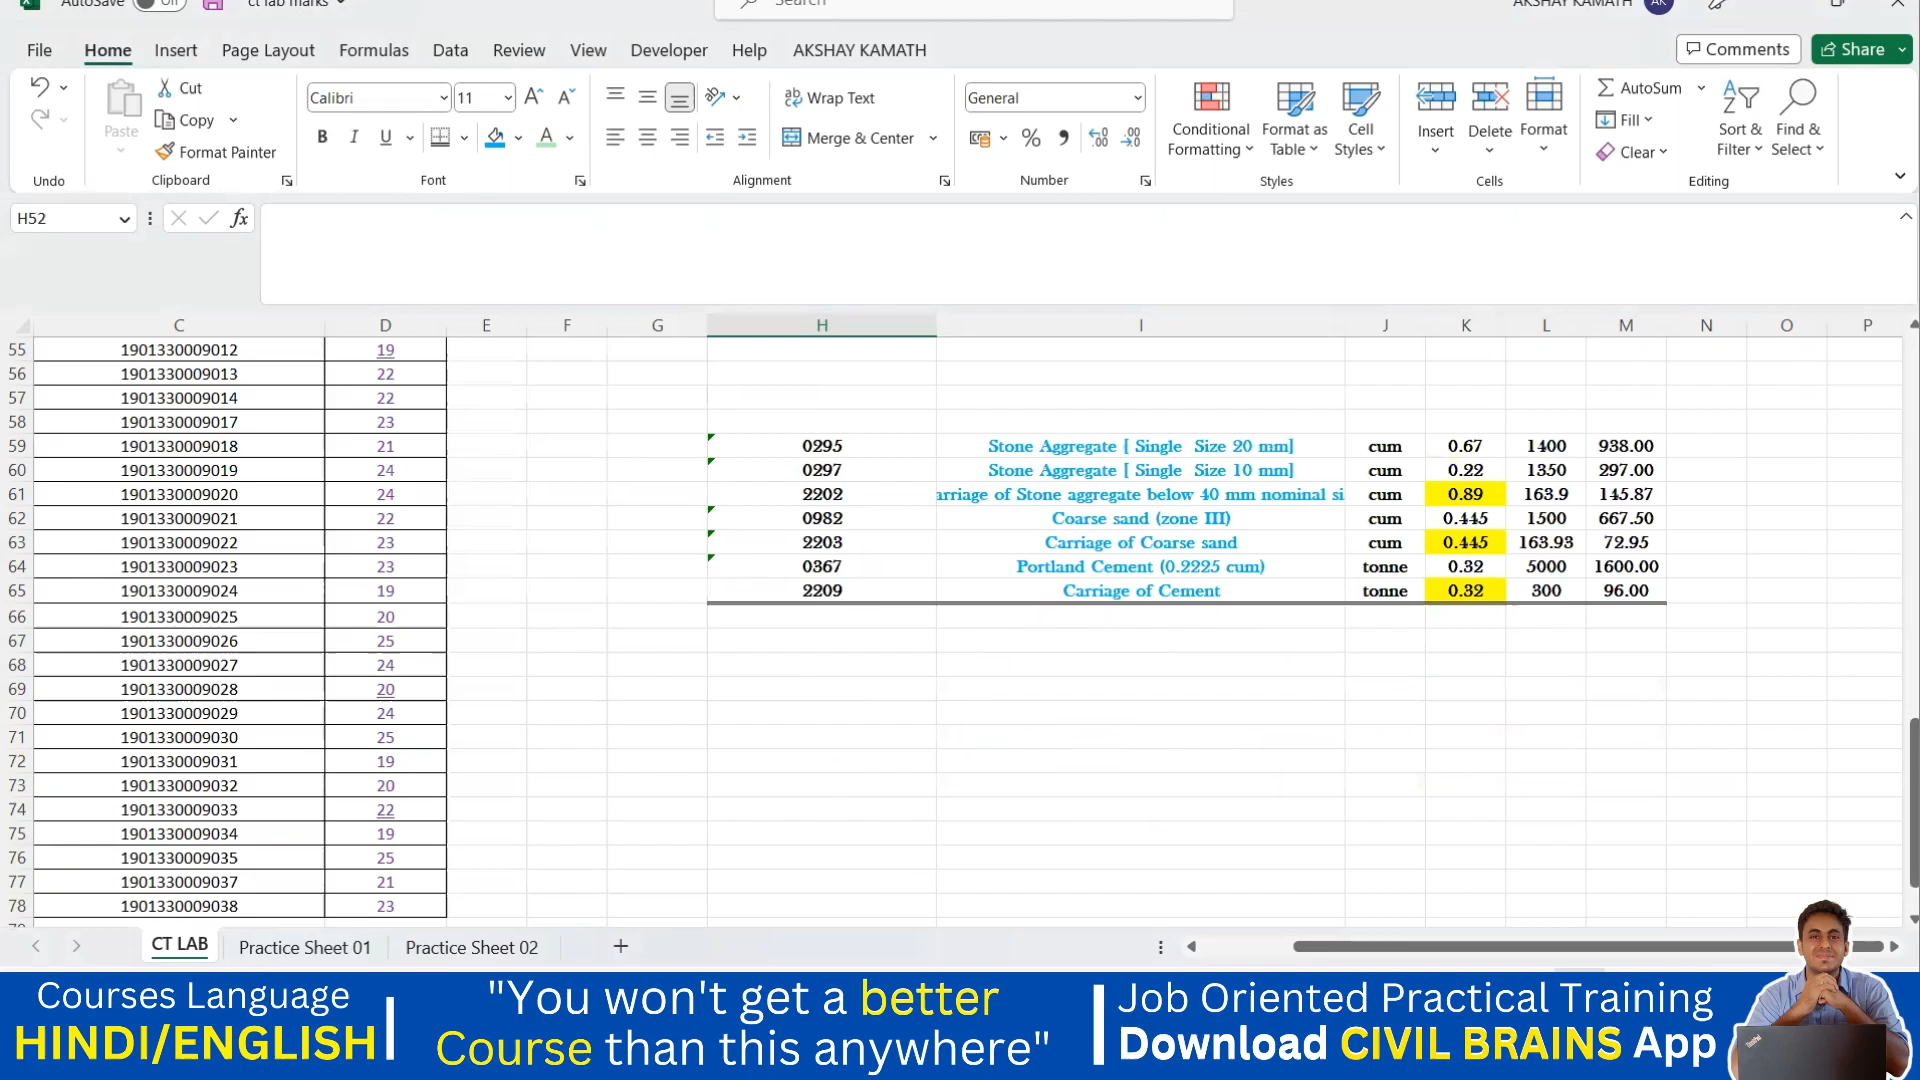 AutoSave Off ct lab marks Search AKSHAY KAMATH AK
File Home Insert Page Layout Formulas Data Review View Developer Help AKSHAY KAMATH Comments Share
Paste Cut Copy Format Painter
Calibri 11 B I U A
Wrap Text Merge & Center
General %
Conditional Formatting Format as Table Cell Styles
Insert Delete Format
AutoSum Fill Clear Sort & Filter Find & Select
Undo Clipboard Font Alignment Number Styles Cells Editing
H52 fx
C D E F G H I J K L M N O P
55 1901330009012 19
56 1901330009013 22
57 1901330009014 22
58 1901330009017 23
59 1901330009018 21 0295 Stone Aggregate [ Single Size 20 mm] cum 0.67 1400 938.00
60 1901330009019 24 0297 Stone Aggregate [ Single Size 10 mm] cum 0.22 1350 297.00
61 1901330009020 24 2202 arriage of Stone aggregate below 40 mm nominal si cum 0.89 163.9 145.87
62 1901330009021 22 0982 Coarse sand (zone III) cum 0.445 1500 667.50
63 1901330009022 23 2203 Carriage of Coarse sand cum 0.445 163.93 72.95
64 1901330009023 23 0367 Portland Cement (0.2225 cum) tonne 0.32 5000 1600.00
65 1901330009024 19 2209 Carriage of Cement tonne 0.32 300 96.00
66 1901330009025 20
67 1901330009026 25
68 1901330009027 24
69 1901330009028 20
70 1901330009029 24
71 1901330009030 25
72 1901330009031 19
73 1901330009032 20
74 1901330009033 22
75 1901330009034 19
76 1901330009035 25
77 1901330009037 21
78 1901330009038 23
CT LAB Practice Sheet 01 Practice Sheet 02
Courses Language
HINDI/ENGLISH
"You won't get a better
Course than this anywhere"
Job Oriented Practical Training
Download CIVIL BRAINS App